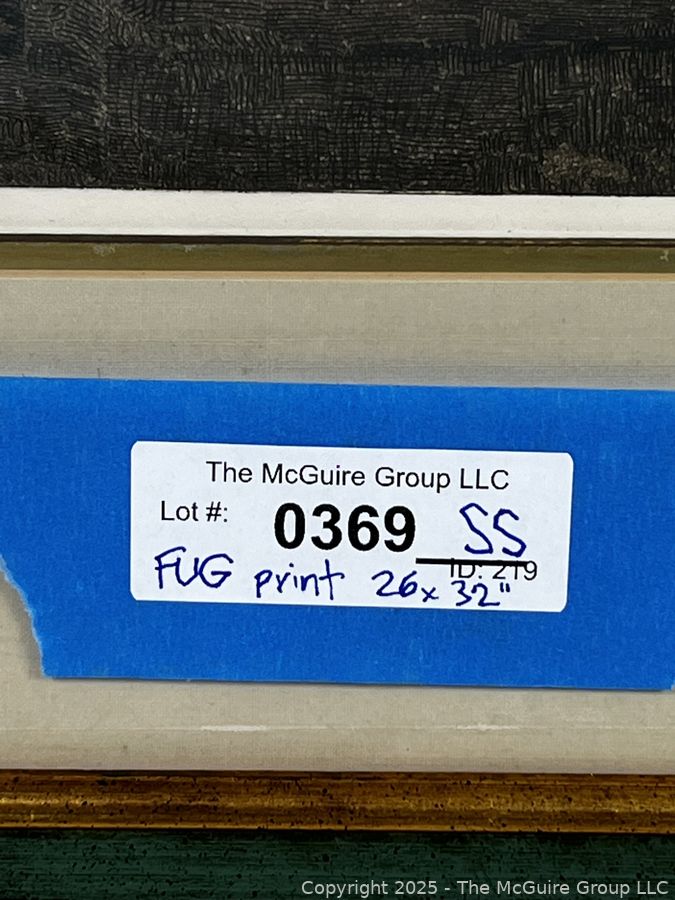 The McGuire Group LLC
Lot #: 0369 SS
ID: 219
FUG print 26x 32"
Copyright 2025 - The McGuire Group LLC